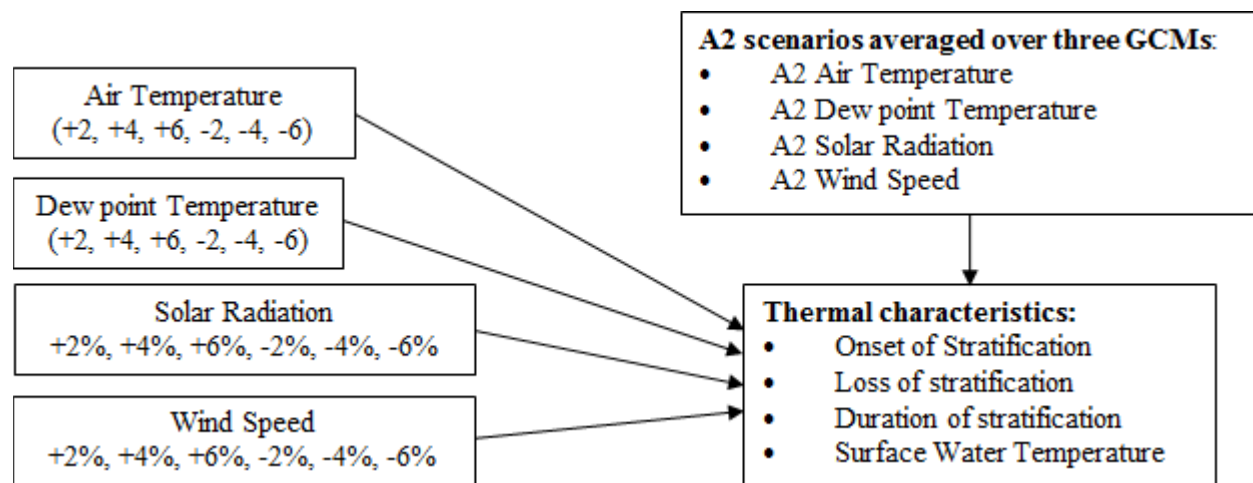 Air Temperature
(+2, +4, +6, -2, -4, -6)
Dew point Temperature
(+2, +4, +6, -2, -4, -6)
Solar Radiation
+2%, +4%, +6%, -2%, -4%, -6%
Wind Speed
+2%, +4%, +6%, -2%, -4%, -6%
A2 scenarios averaged over three GCMs:
• A2 Air Temperature
• A2 Dew point Temperature
• A2 Solar Radiation
• A2 Wind Speed
Thermal characteristics:
• Onset of Stratification
• Loss of stratification
• Duration of stratification
• Surface Water Temperature